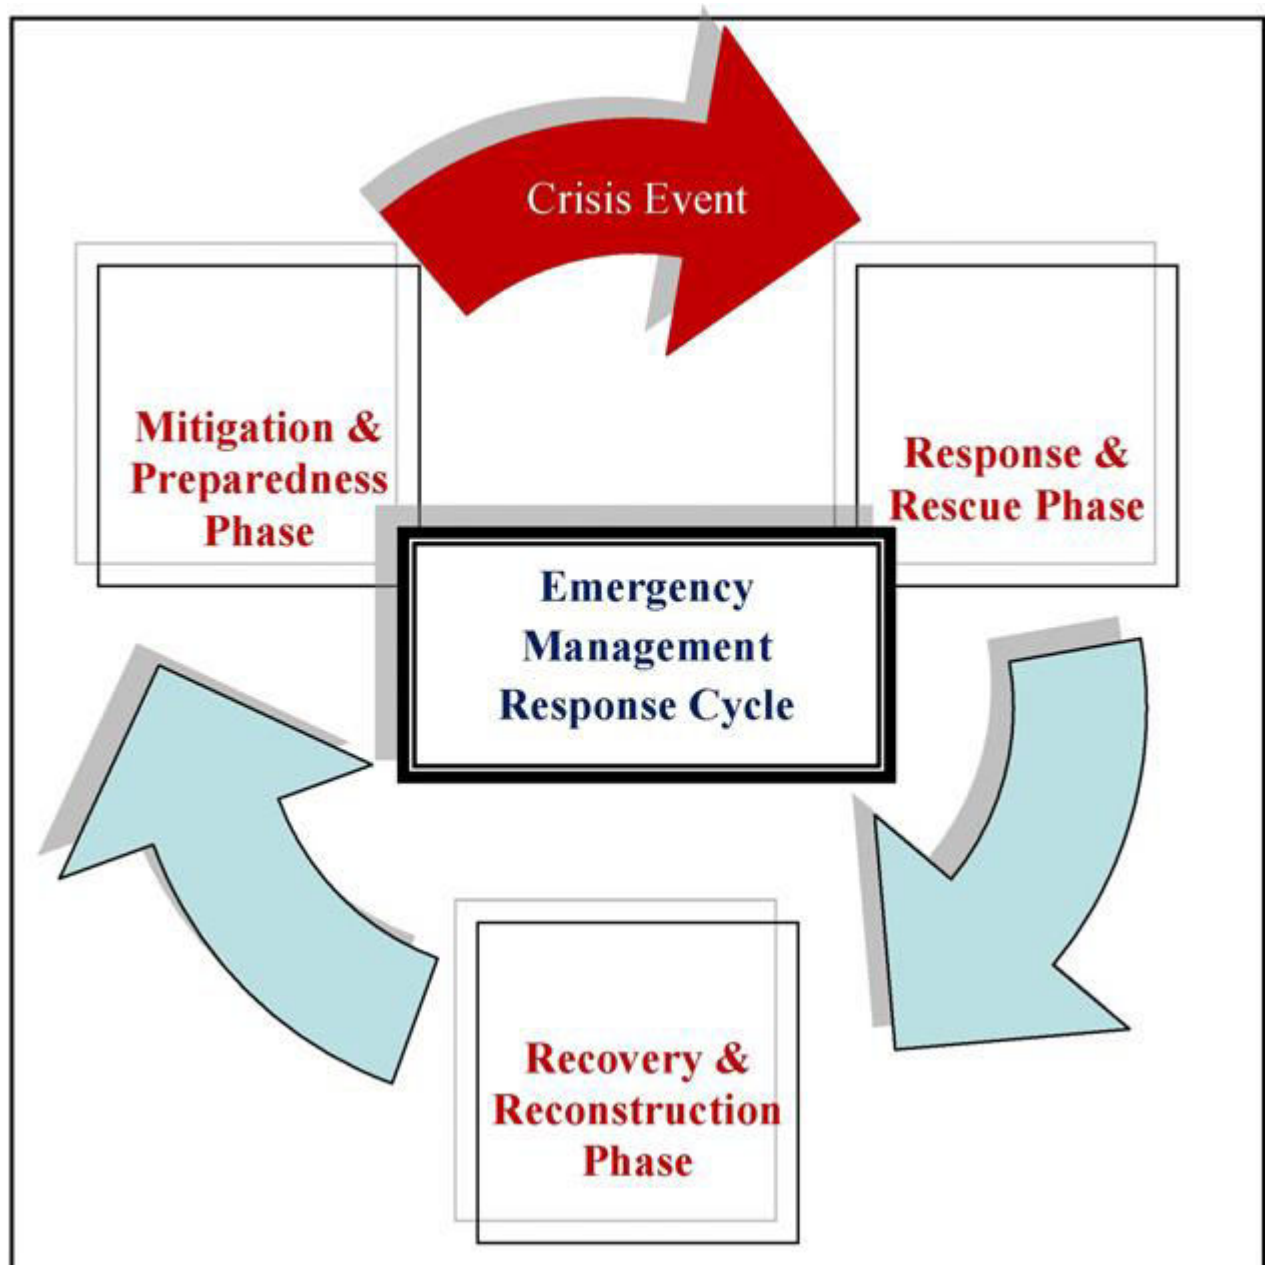 Crisis Event
Mitigation &
Preparedness
Phase
Response &
Rescue Phase
Emergency
Management
Response Cycle
Recovery &
Reconstruction
Phase